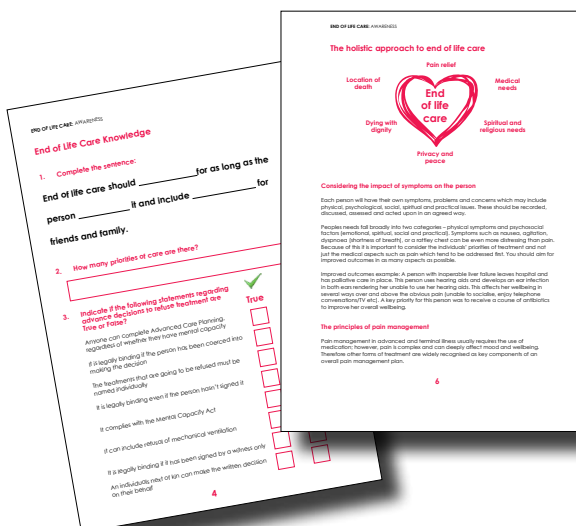 END OF LIFE CARE: AWARENESS
End of Life Care Knowledge
1. Complete the sentence:
End of life care should ________ for as long as the
person ________ it and include ________ for
friends and family.
2. How many priorities of care are there?
3. Indicate if the following statements regarding
advance decisions to refuse treatment are
True or False?
True
Anyone can complete Advanced Care Planning,
regardless of whether they have mental capacity
It is legally binding if the person has been coerced into
making the decision
The treatments that are going to be refused must be
named individually
It is legally binding even if the person hasn't signed it
It complies with the Mental Capacity Act
It can include refusal of mechanical ventilation
It is legally binding if it has been signed by a witness only
An individuals next of kin can make the written decision
on their behalf
4
END OF LIFE CARE: AWARENESS
The holistic approach to end of life care
Pain relief
Location of
death
Medical
needs
End
of life
care
Dying with
dignity
Spiritual and
religious needs
Privacy and
peace
Considering the impact of symptoms on the person
Each person will have their own symptoms, problems and concerns which may include
physical, psychological, social, spiritual and practical issues. These should be recorded,
discussed, assessed and acted upon in an agreed way.
Peoples needs fall broadly into two categories – physical symptoms and psychosocial
factors (emotional, spiritual, social and practical). Symptoms such as nausea, agitation,
dyspnoea (shortness of breath), or a rattley chest can be even more distressing than pain.
Because of this it is important to consider the individuals' priorities of treatment and not
just the medical aspects such as pain which tend to be addressed first. You should aim for
improved outcomes in as many aspects as possible.
Improved outcomes example: A person with inoperable liver failure leaves hospital and
has palliative care in place. This person uses hearing aids and develops an ear infection
in both ears rendering her unable to use her hearing aids. This affects her wellbeing in
several ways over and above the obvious pain (unable to socialise, enjoy telephone
conversations/TV etc). A key priority for this person was to receive a course of antibiotics
to improve her overall wellbeing.
The principles of pain management
Pain management in advanced and terminal illness usually requires the use of
medication; however, pain is complex and can deeply affect mood and wellbeing.
Therefore other forms of treatment are widely recognised as key components of an
overall pain management plan.
6